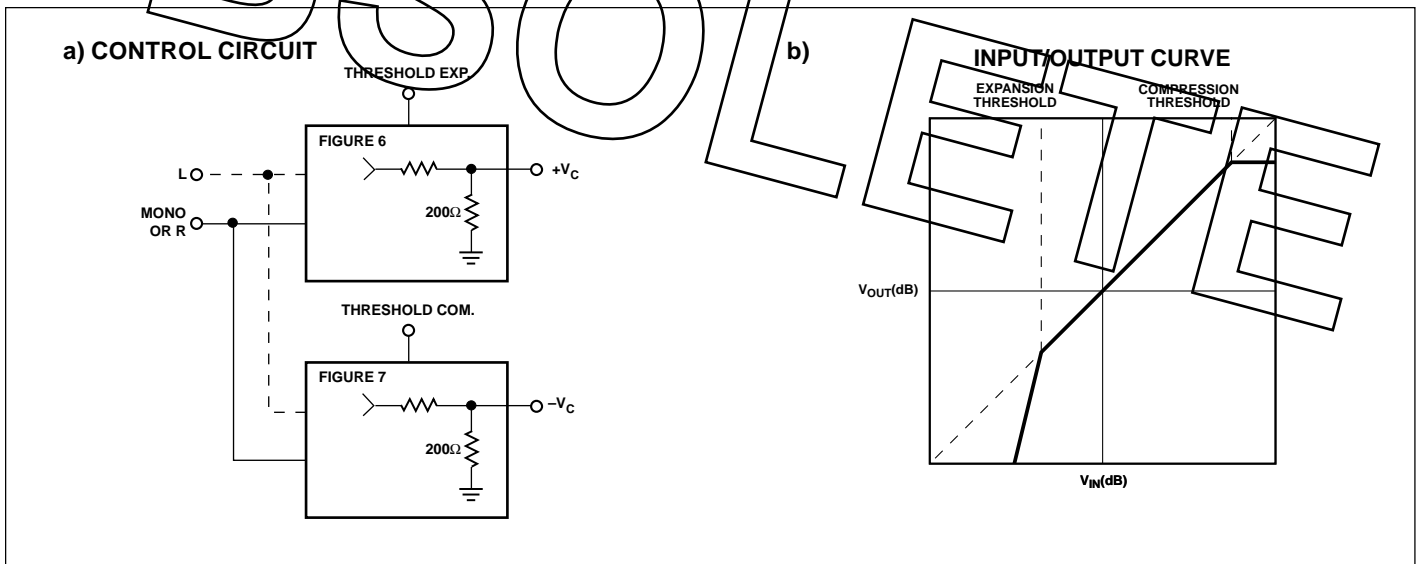 OBSOLETE
a) CONTROL CIRCUIT
THRESHOLD EXP.
FIGURE 6
L
+VC
MONO
OR R
200Ω
THRESHOLD COM.
FIGURE 7
−VC
200Ω
b)
INPUT/OUTPUT CURVE
EXPANSION
THRESHOLD
COMPRESSION
THRESHOLD
VOUT(dB)
VIN(dB)